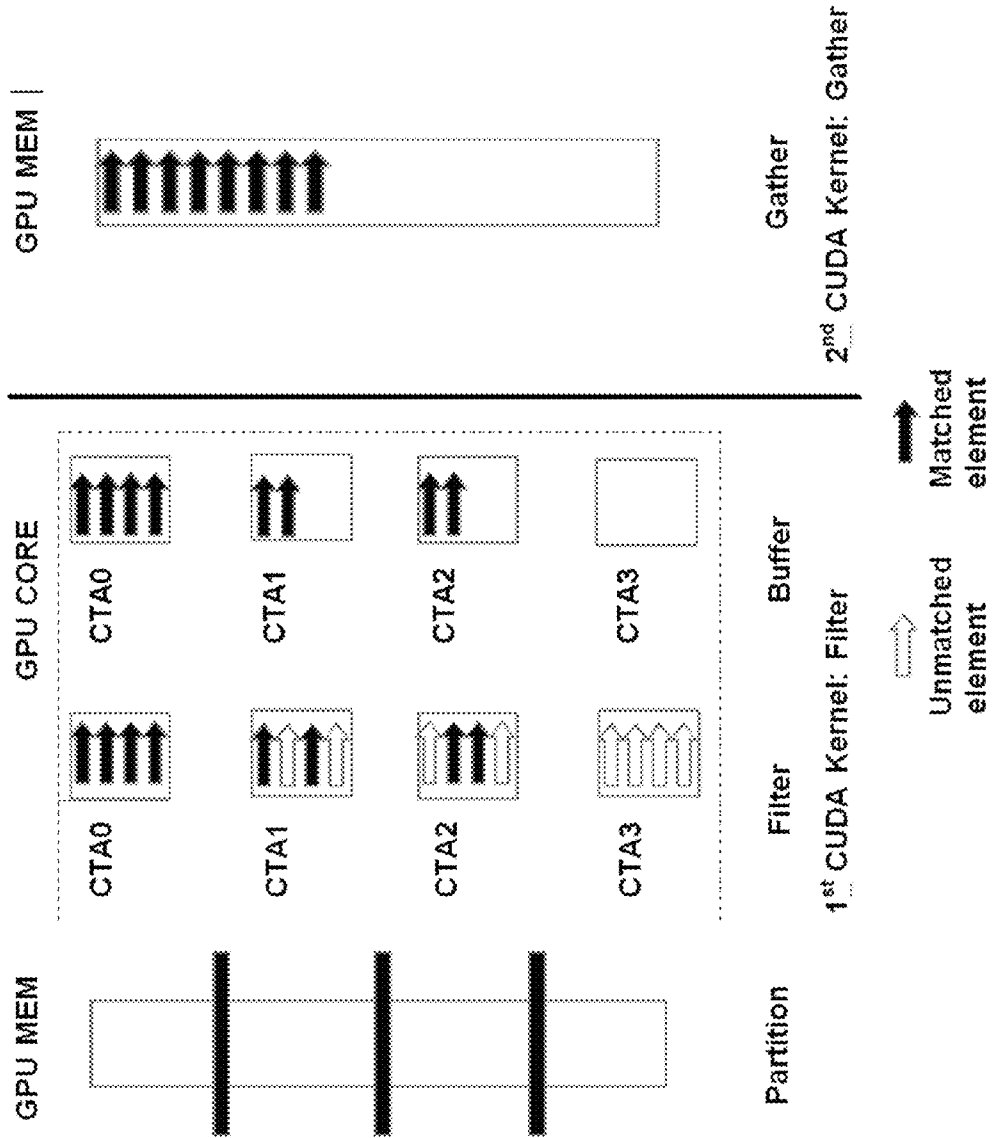 GPU MEM
GPU CORE
GPU MEM
CTA0
CTA0
CTA1
CTA1
CTA2
CTA2
CTA3
CTA3
Partition
Filter
Buffer
Gather
1st CUDA Kernel: Filter
2nd CUDA Kernel: Gather
Unmatched
element
Matched
element